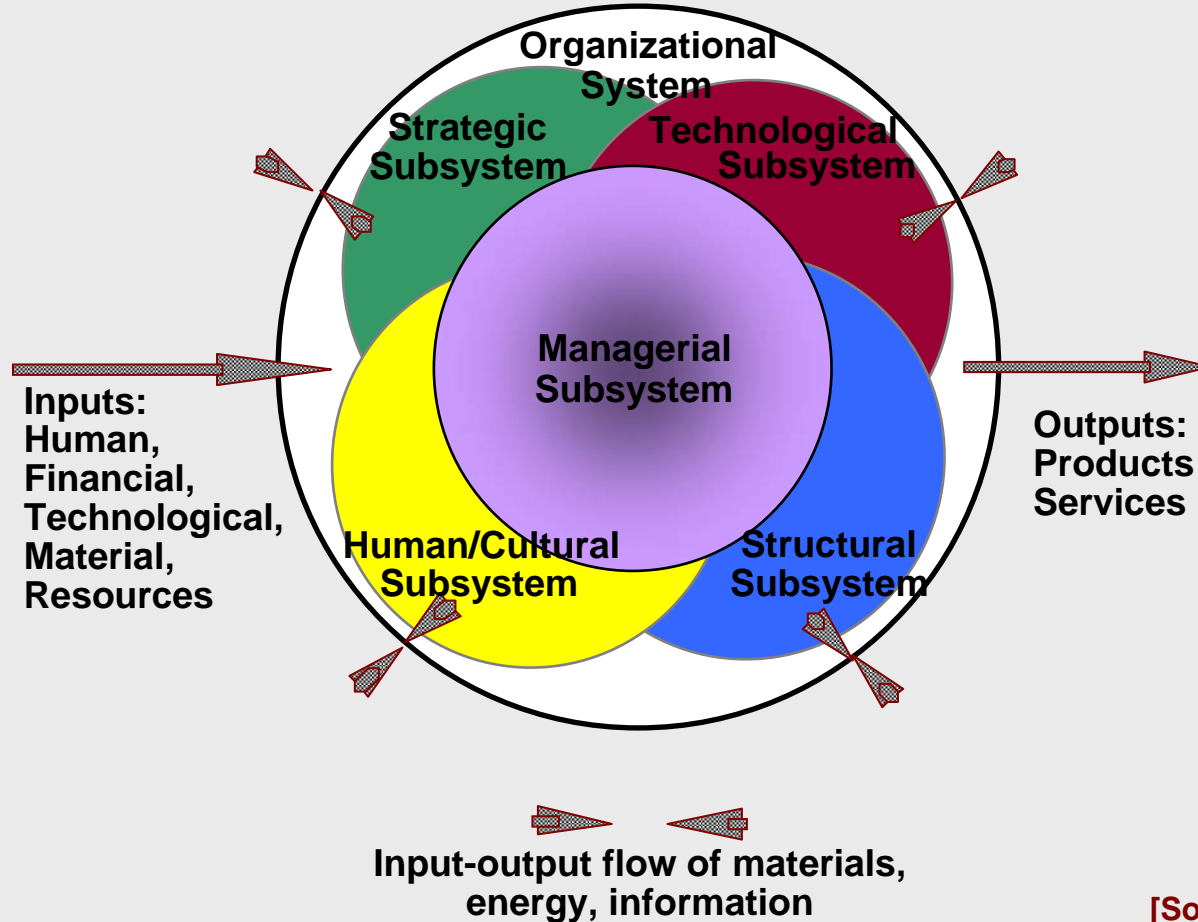 Organizational
System
Strategic
Subsystem
Technological
Subsystem
Managerial
Subsystem
Inputs:
Human,
Financial,
Technological,
Material,
Resources
Outputs:
Products
Services
Human/Cultural
Subsystem
Structural
Subsystem
Input-output flow of materials,
energy, information
[So